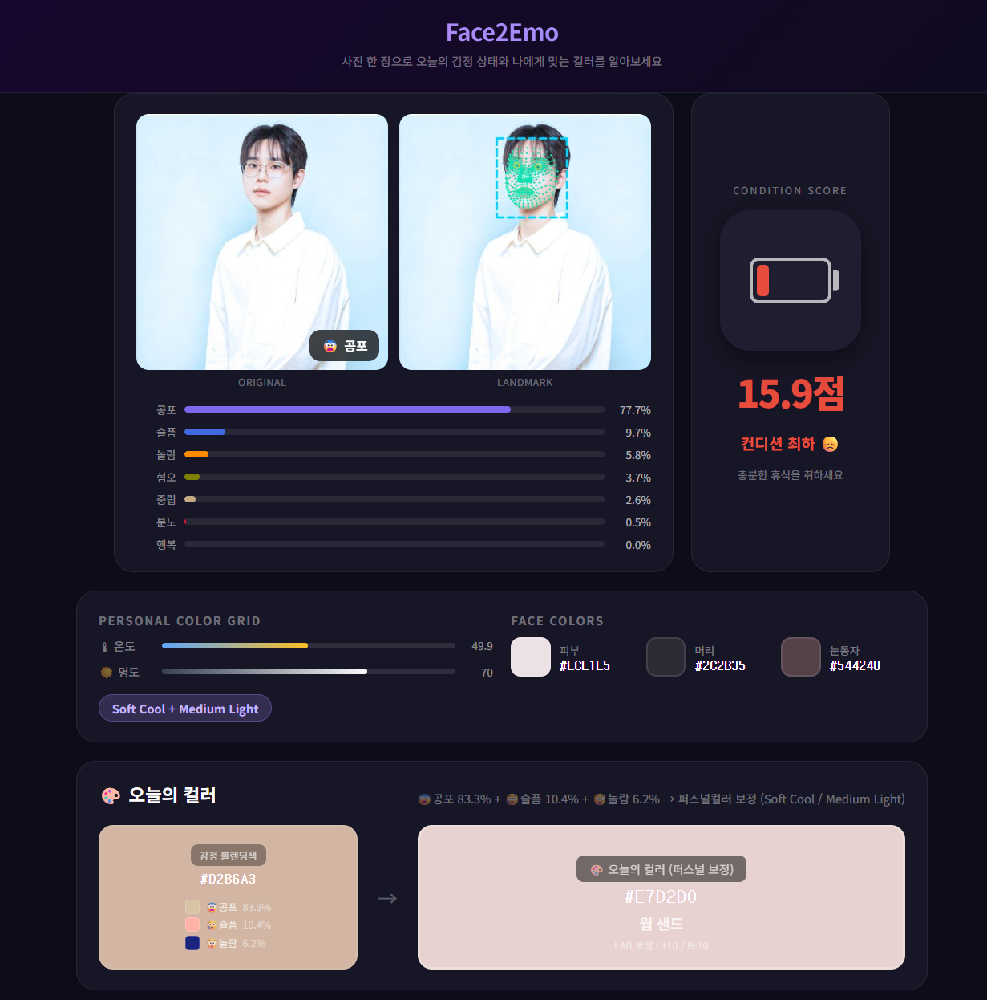 Face2Emo
사진 한 장으로 오늘의 감정 상태와 나에게 맞는 컬러를 알아보세요
공포
ORIGINAL
LANDMARK
공포 77.7%
슬픔 9.7%
놀람 5.8%
혐오 3.7%
중립 2.6%
분노 0.5%
행복 0.0%
CONDITION SCORE
15.9점
컨디션 최하 😞
충분한 휴식을 취하세요
PERSONAL COLOR GRID
🌡 온도 49.9
명도 70
Soft Cool + Medium Light
FACE COLORS
피부
#ECE1E5
머리
#2C2B35
눈동자
#544248
🎨 오늘의 컬러
😨공포 83.3% + 슬픔 10.4% + 놀람 6.2% → 퍼스널컬러 보정 (Soft Cool / Medium Light)
감정 블렌딩색
#D2B6A3
😨공포 83.3%
슬픔 10.4%
놀람 6.2%
→
🎨 오늘의 컬러 (퍼스널 보정)
#E7D2D0
웜 샌드
LAB 보정 L+10 / B-10